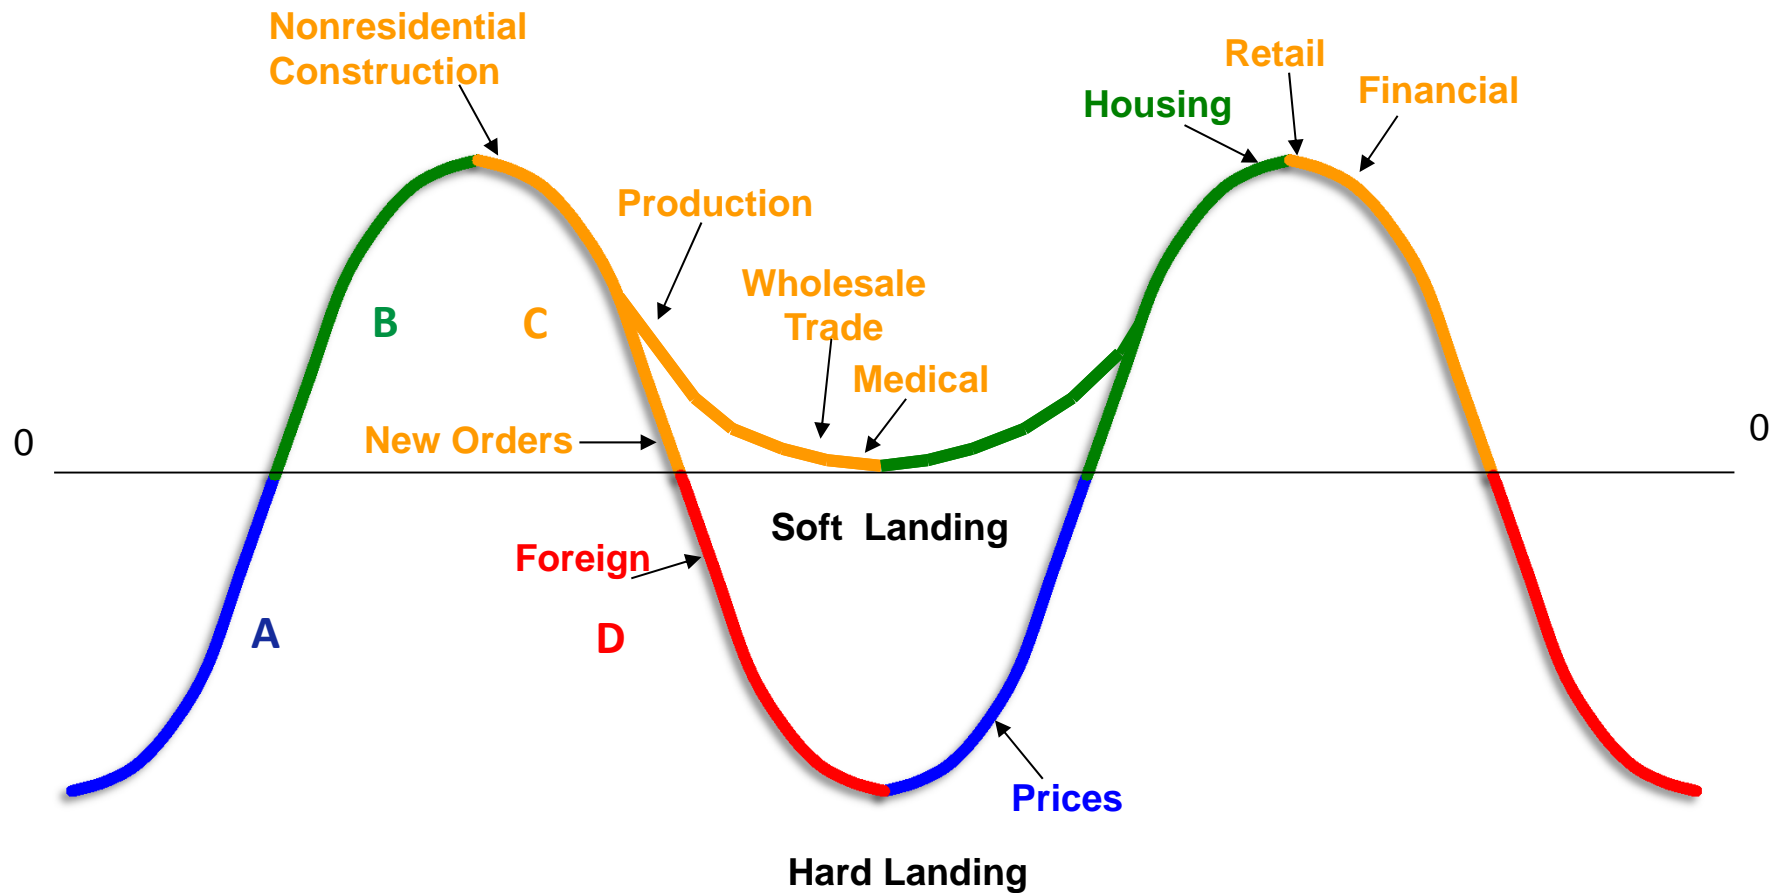 Nonresidential
Construction
Retail
Financial
Housing
Production
Wholesale
Trade
B
C
Medical
New Orders
0
0
Soft Landing
Foreign
A
D
Prices
Hard Landing